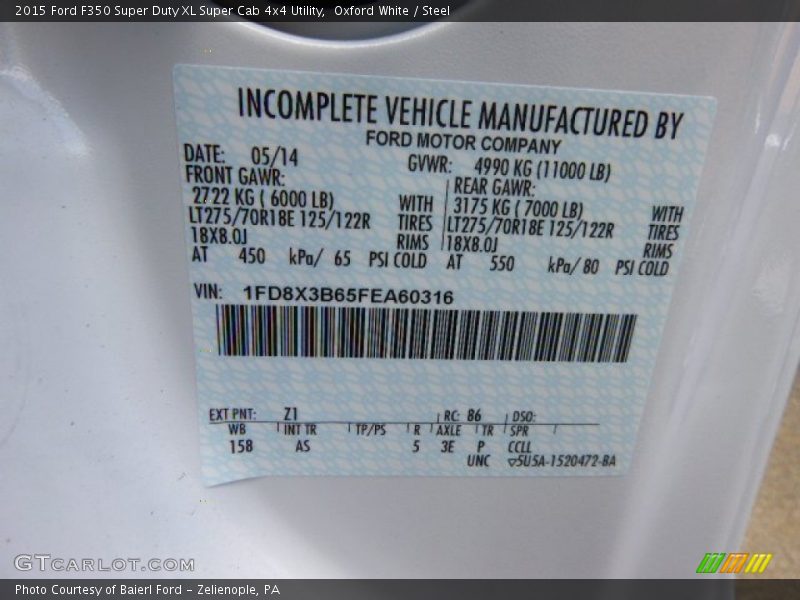 2015 Ford F350 Super Duty XL Super Cab 4x4 Utility,  Oxford White / Steel
INCOMPLETE VEHICLE MANUFACTURED BY
FORD MOTOR COMPANY
DATE: 05/14 GVWR: 4990 KG (11000 LB)
FRONT GAWR: REAR GAWR:
2722 KG ( 6000 LB) WITH 3175 KG ( 7000 LB) WITH
LT275/70R18E 125/122R TIRES LT275/70R18E 125/122R TIRES
18X8.0J RIMS 18X8.0J RIMS
AT 450 kPa/ 65 PSI COLD AT 550 kPa/ 80 PSI COLD
VIN: 1FD8X3B65FEA60316
EXT PNT: Z1 RC: 86 DSO:
WB INT TR TP/PS R AXLE TR SPR
158 AS 5 3E P CCLL
UNC ▽5U5A-1520472-BA
GTCARLOT.COM
Photo Courtesy of Baierl Ford - Zelienople, PA